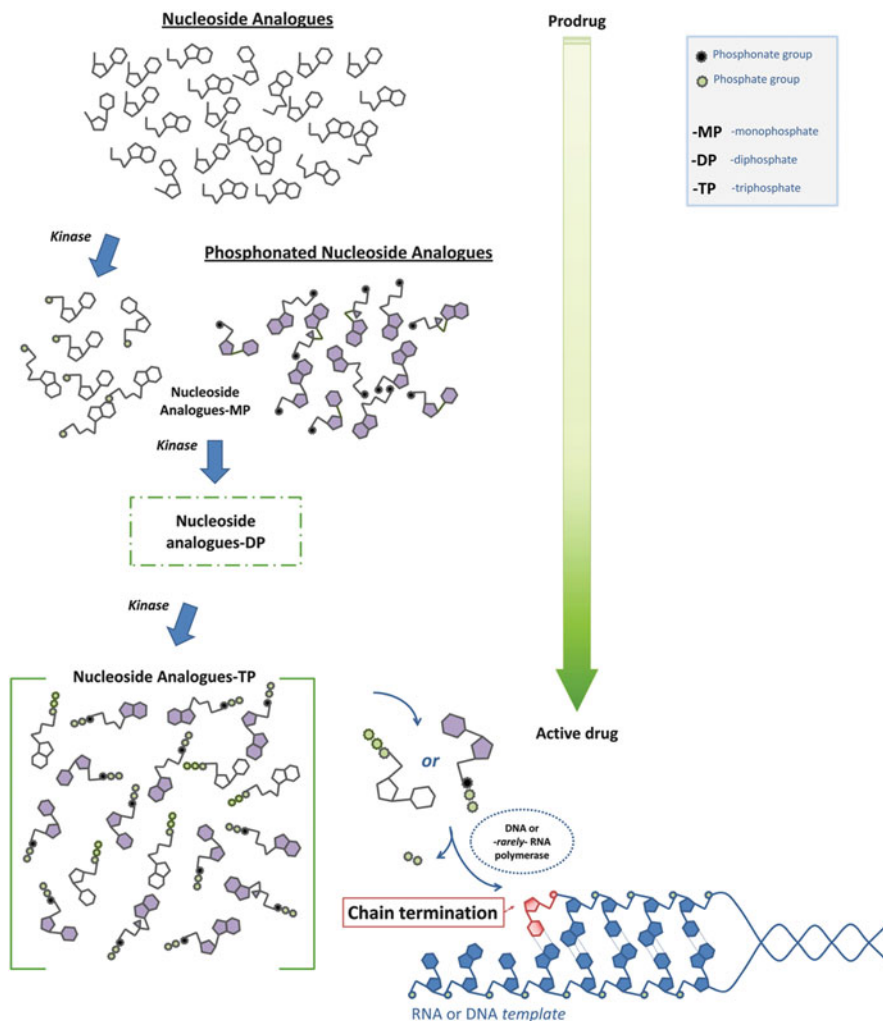 Nucleoside Analogues
Prodrug
Phosphonate group
Phosphate group
-MP -monophosphate
-DP -diphosphate
-TP -triphosphate
Kinase
Phosphonated Nucleoside Analogues
Nucleoside
Analogues-MP
Kinase
Nucleoside
analogues-DP
Kinase
Nucleoside Analogues-TP
Active drug
or
DNA or
-rarely- RNA
polymerase
Chain termination
RNA or DNA template